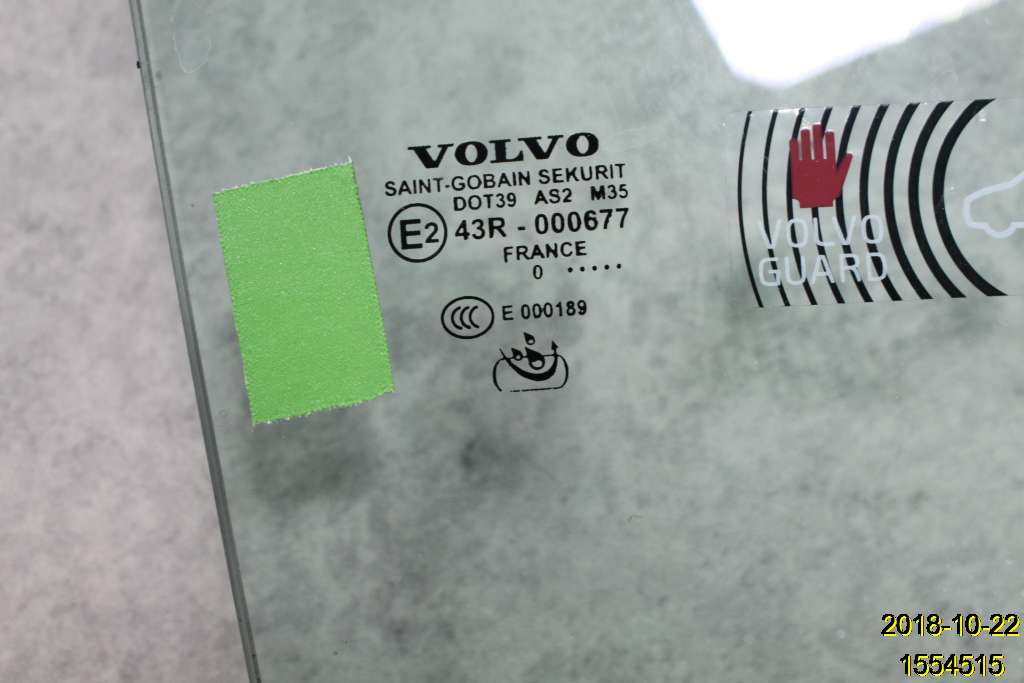 VOLVO
SAINT-GOBAIN SEKURIT
DOT39 AS2 M35
E2 43R - 000677
FRANCE
0 .....
CCC E 000189
VOLVO
GUARD
2018-10-22
1554515